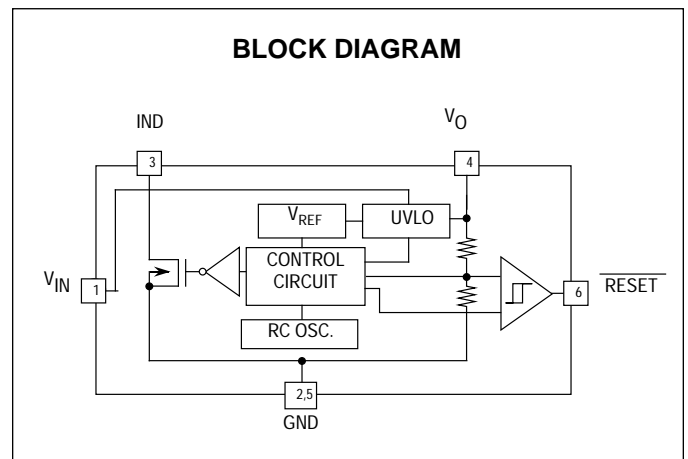 BLOCK DIAGRAM
IND
VO
3
4
VREF
UVLO
CONTROL
CIRCUIT
VIN
1
6
RESET
RC OSC.
2,5
GND